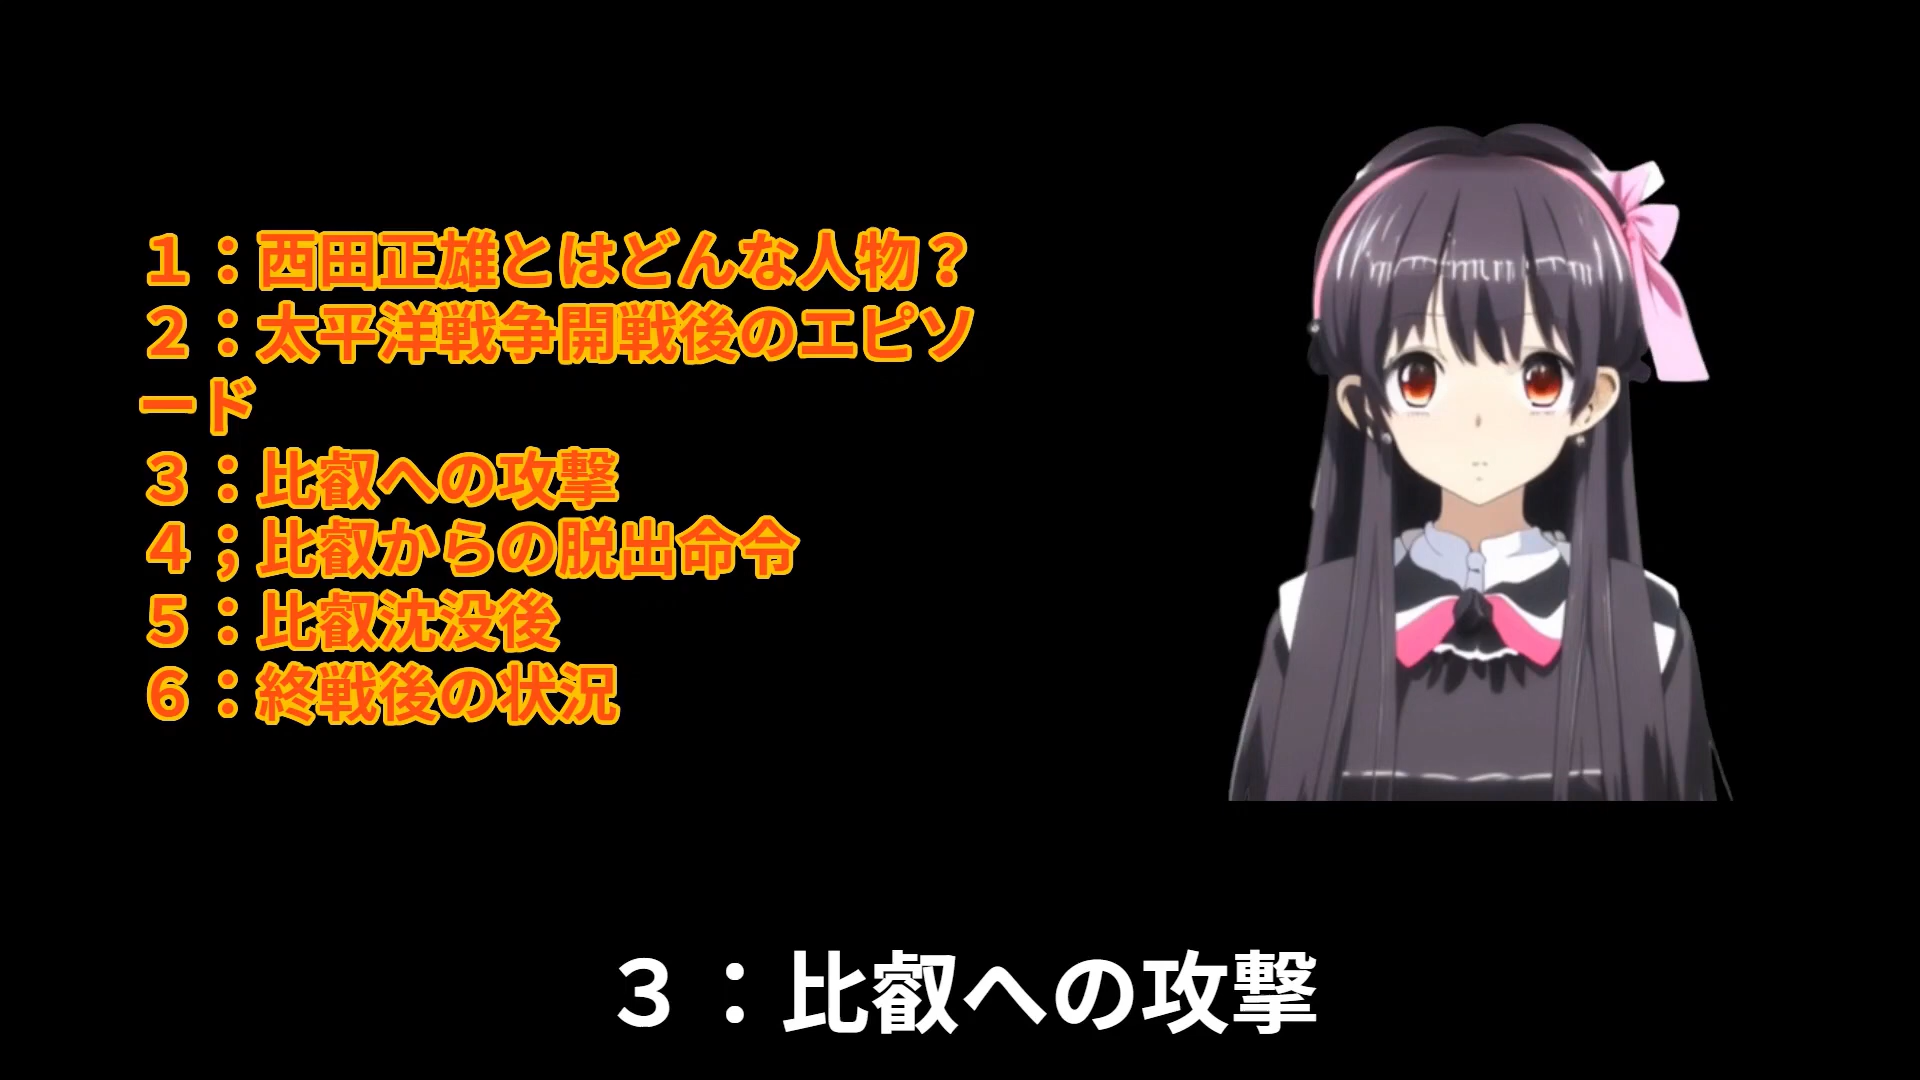 １：西田正雄とはどんな人物？
２：太平洋戦争開戦後のエピソ
ード
３：比叡への攻撃
４；比叡からの脱出命令
５：比叡沈没後
６：終戦後の状況
３：比叡への攻撃